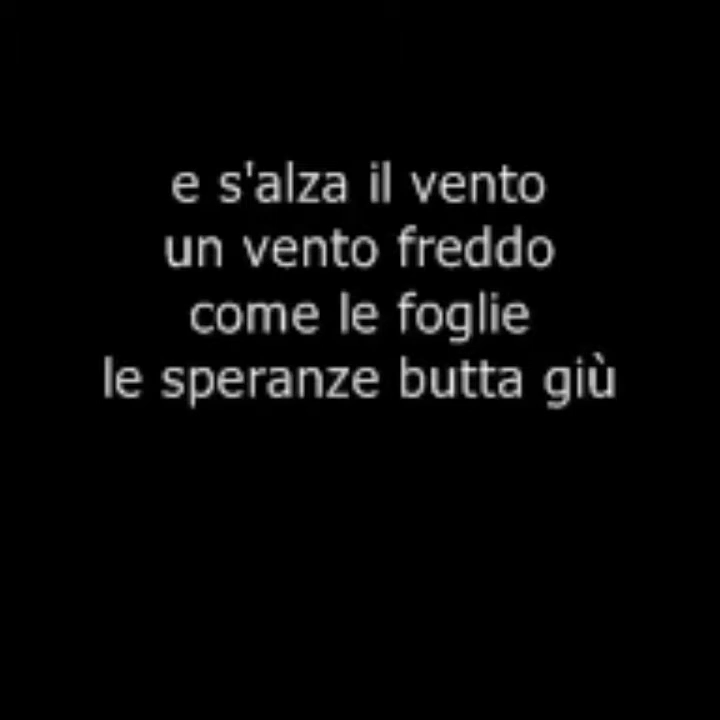 e s'alza il vento
un vento freddo
come le foglie
le speranze butta giù